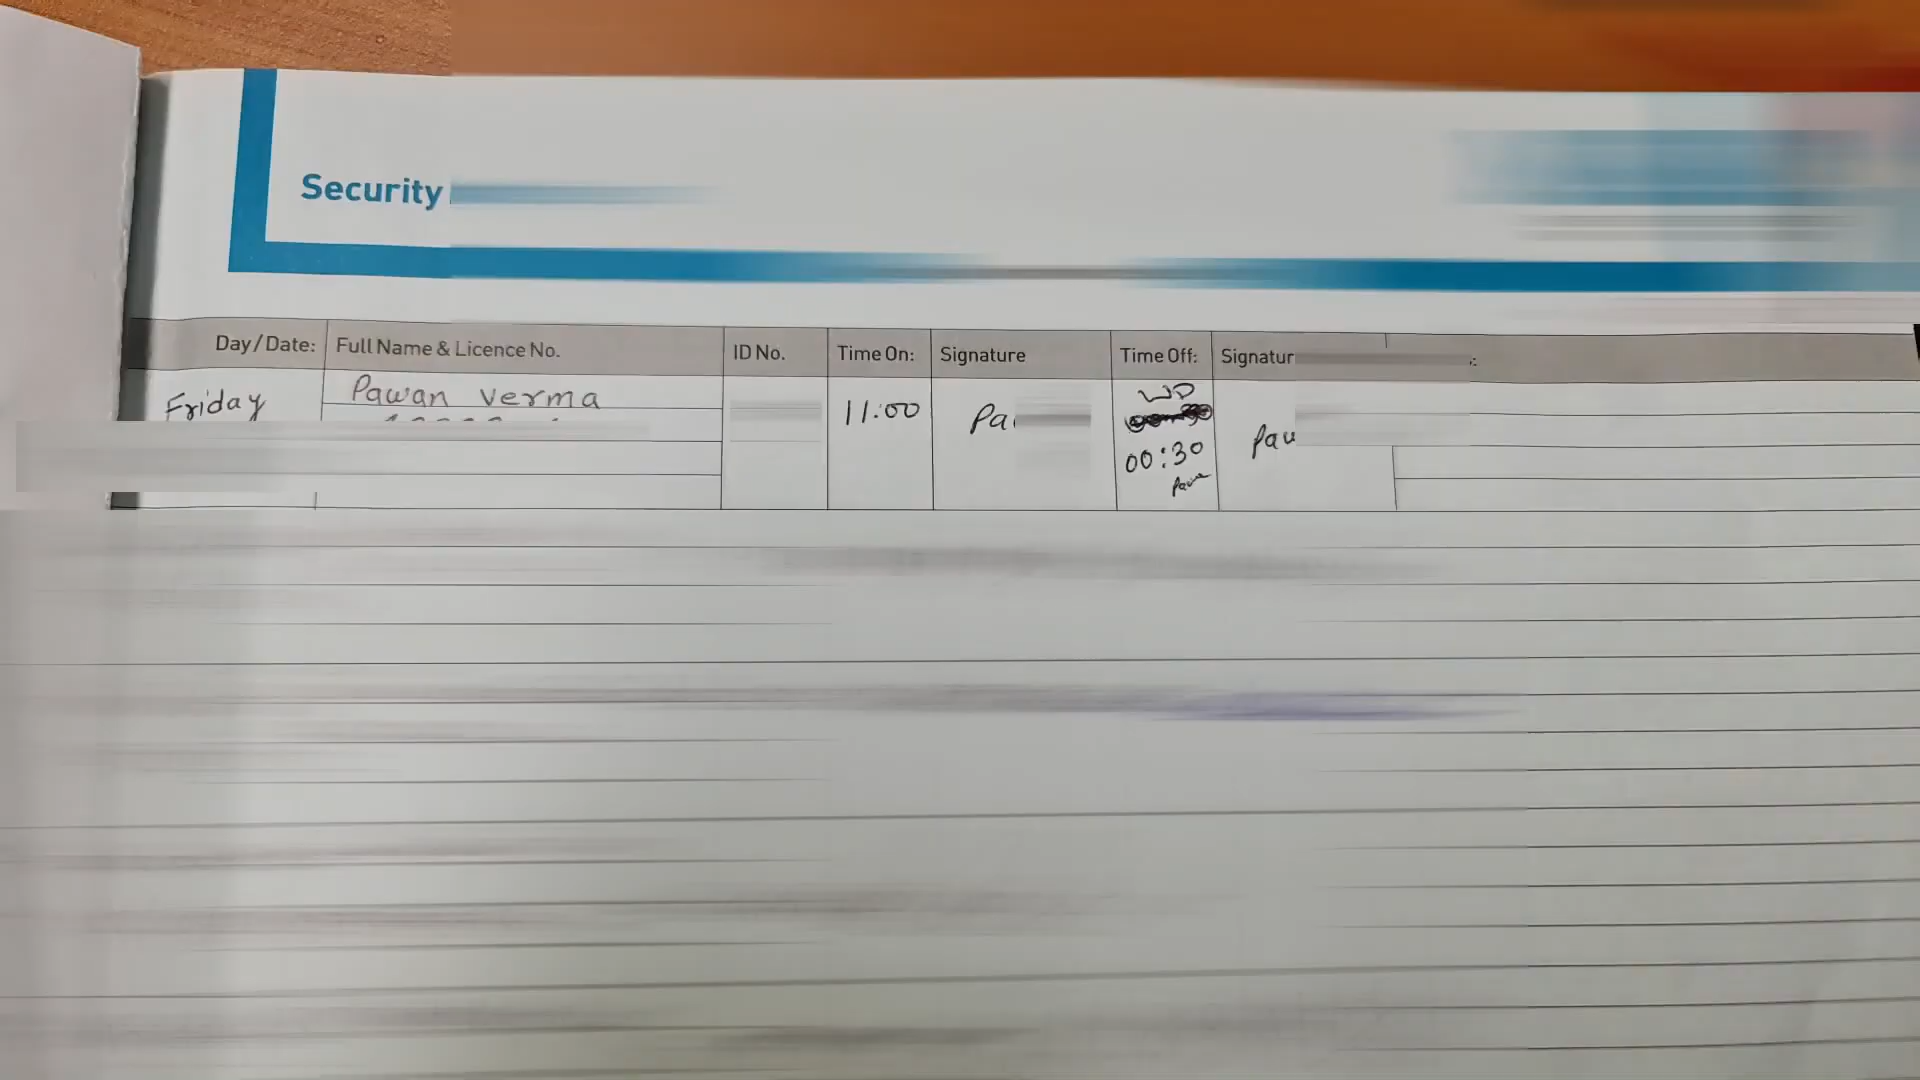 Security
Day/Date: Full Name & Licence No. ID No. Time On: Signature Time Off: Signatur
Friday Pawan Verma 11:00 Pa WD
00:30 Pau